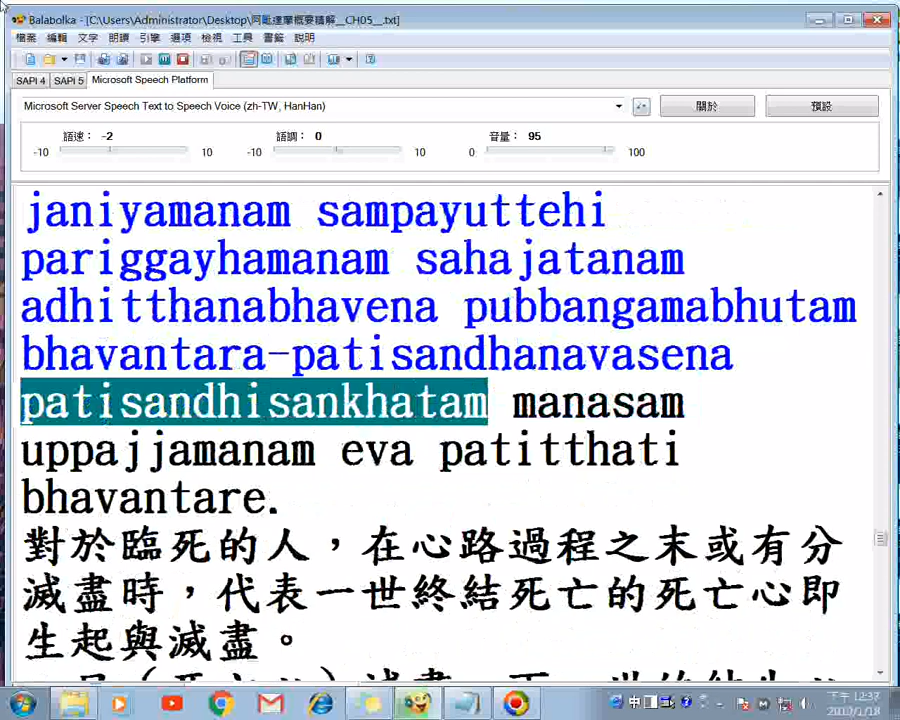 Balabolka - [C:\Users\Administrator\Desktop\阿毗達摩概要精解__CH05__.txt]
檔案 編輯 文字 朗讀 引擎 選項 檢視 工具 書籤 說明
SAPI 4 SAPI 5 Microsoft Speech Platform
Microsoft Server Speech Text to Speech Voice (zh-TW, HanHan) 關於 預設
語速： -2 語調： 0 音量： 95
-10 10 -10 10 0 100
janiyamanam sampayuttehi
pariggayhamanam sahajatanam
adhitthanabhavena pubbangamabhutam
bhavantara-patisandhanavasena
patisandhisankhatam manasam
uppajjamanam eva patitthati
bhavantare.
對於臨死的人，在心路過程之末或有分
滅盡時，代表一世終結死亡的死亡心即
生起與滅盡。
中
下午 12:37
2019/1/18